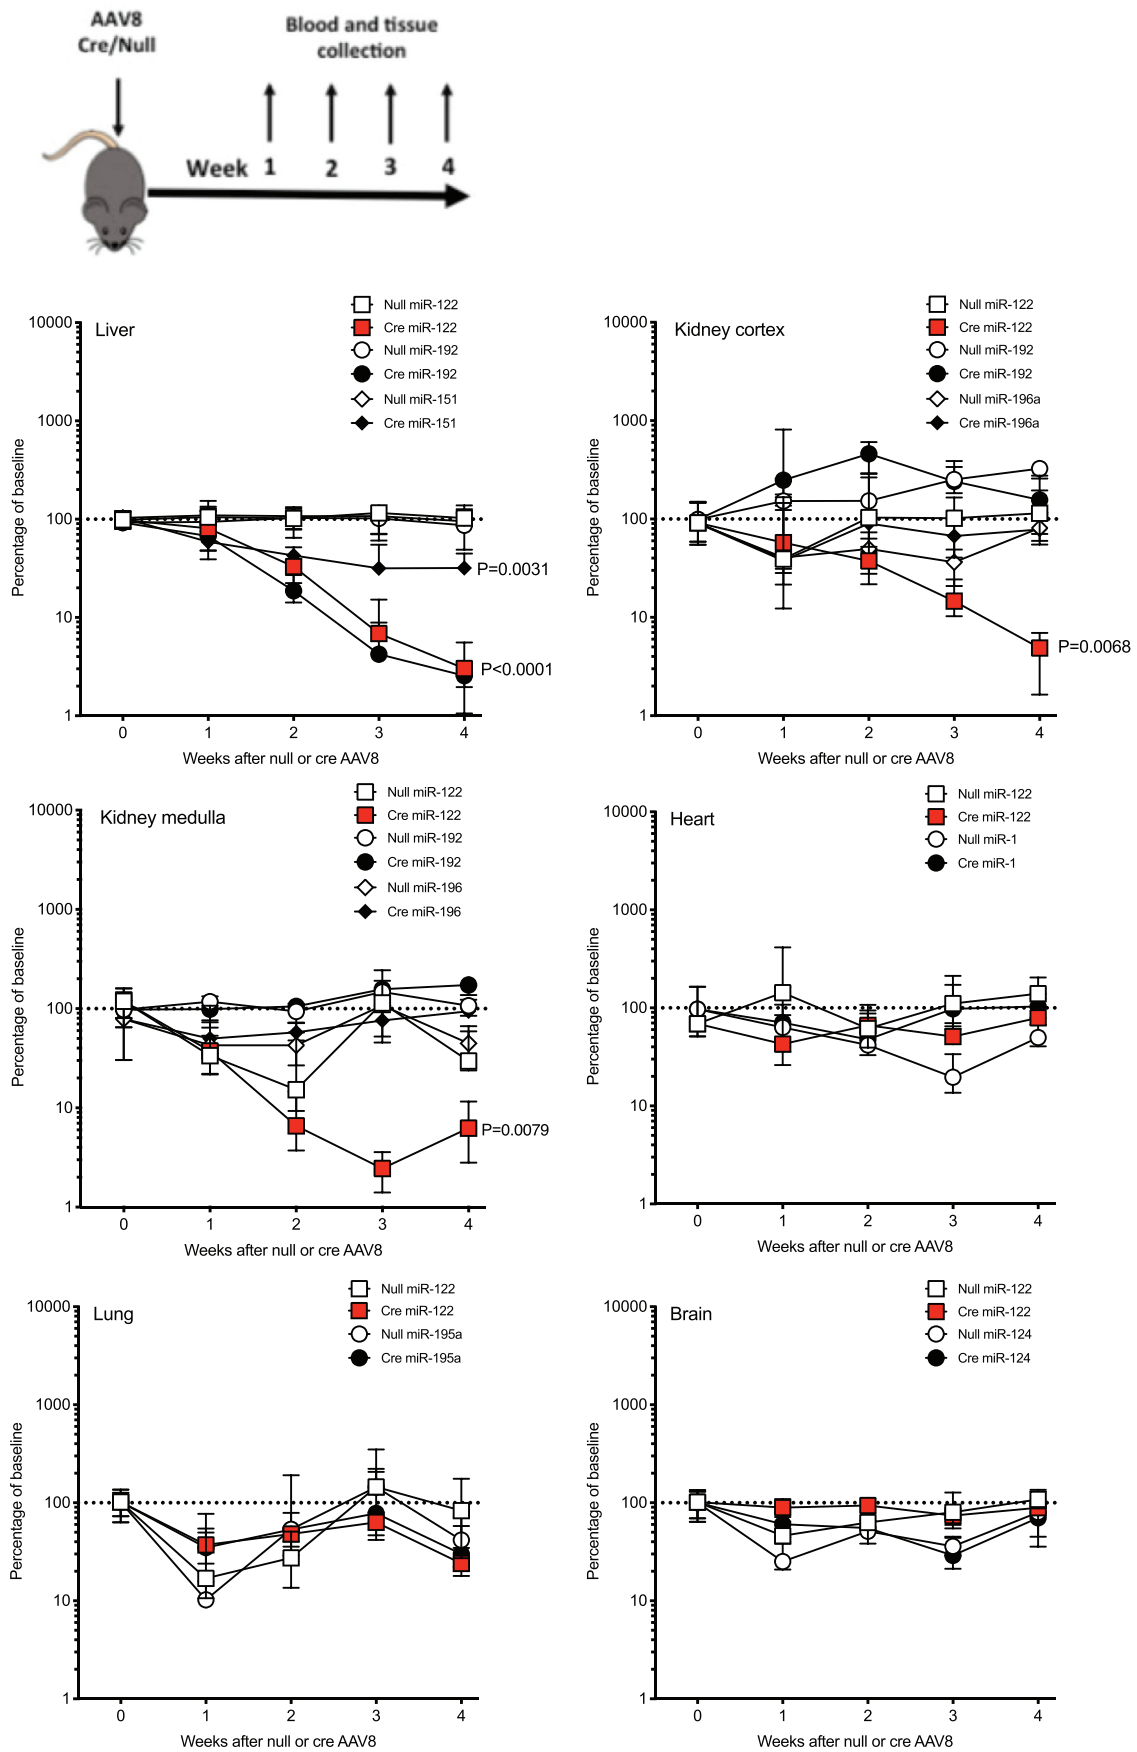 AAV8
Cre/Null
Blood and tissue
collection
Week 1 2 3 4
Null miR-122
Cre miR-122
Null miR-192
Cre miR-192
Null miR-151
Cre miR-151
Liver
10000
1000
100
10
1
Percentage of baseline
P=0.0031
P<0.0001
0 1 2 3 4
Weeks after null or cre AAV8
Null miR-122
Cre miR-122
Null miR-192
Cre miR-192
Null miR-196a
Cre miR-196a
Kidney cortex
10000
1000
100
10
1
Percentage of baseline
P=0.0068
0 1 2 3 4
Weeks after null or cre AAV8
Null miR-122
Cre miR-122
Null miR-192
Cre miR-192
Null miR-196
Cre miR-196
Kidney medulla
10000
1000
100
10
1
Percentage of baseline
P=0.0079
0 1 2 3 4
Weeks after null or cre AAV8
Null miR-122
Cre miR-122
Null miR-1
Cre miR-1
Heart
10000
1000
100
10
1
Percentage of baseline
0 1 2 3 4
Weeks after null or cre AAV8
Null miR-122
Cre miR-122
Null miR-195a
Cre miR-195a
Lung
10000
1000
100
10
1
Percentage of baseline
0 1 2 3 4
Weeks after null or cre AAV8
Null miR-122
Cre miR-122
Null miR-124
Cre miR-124
Brain
10000
1000
100
10
1
Percentage of baseline
0 1 2 3 4
Weeks after null or cre AAV8